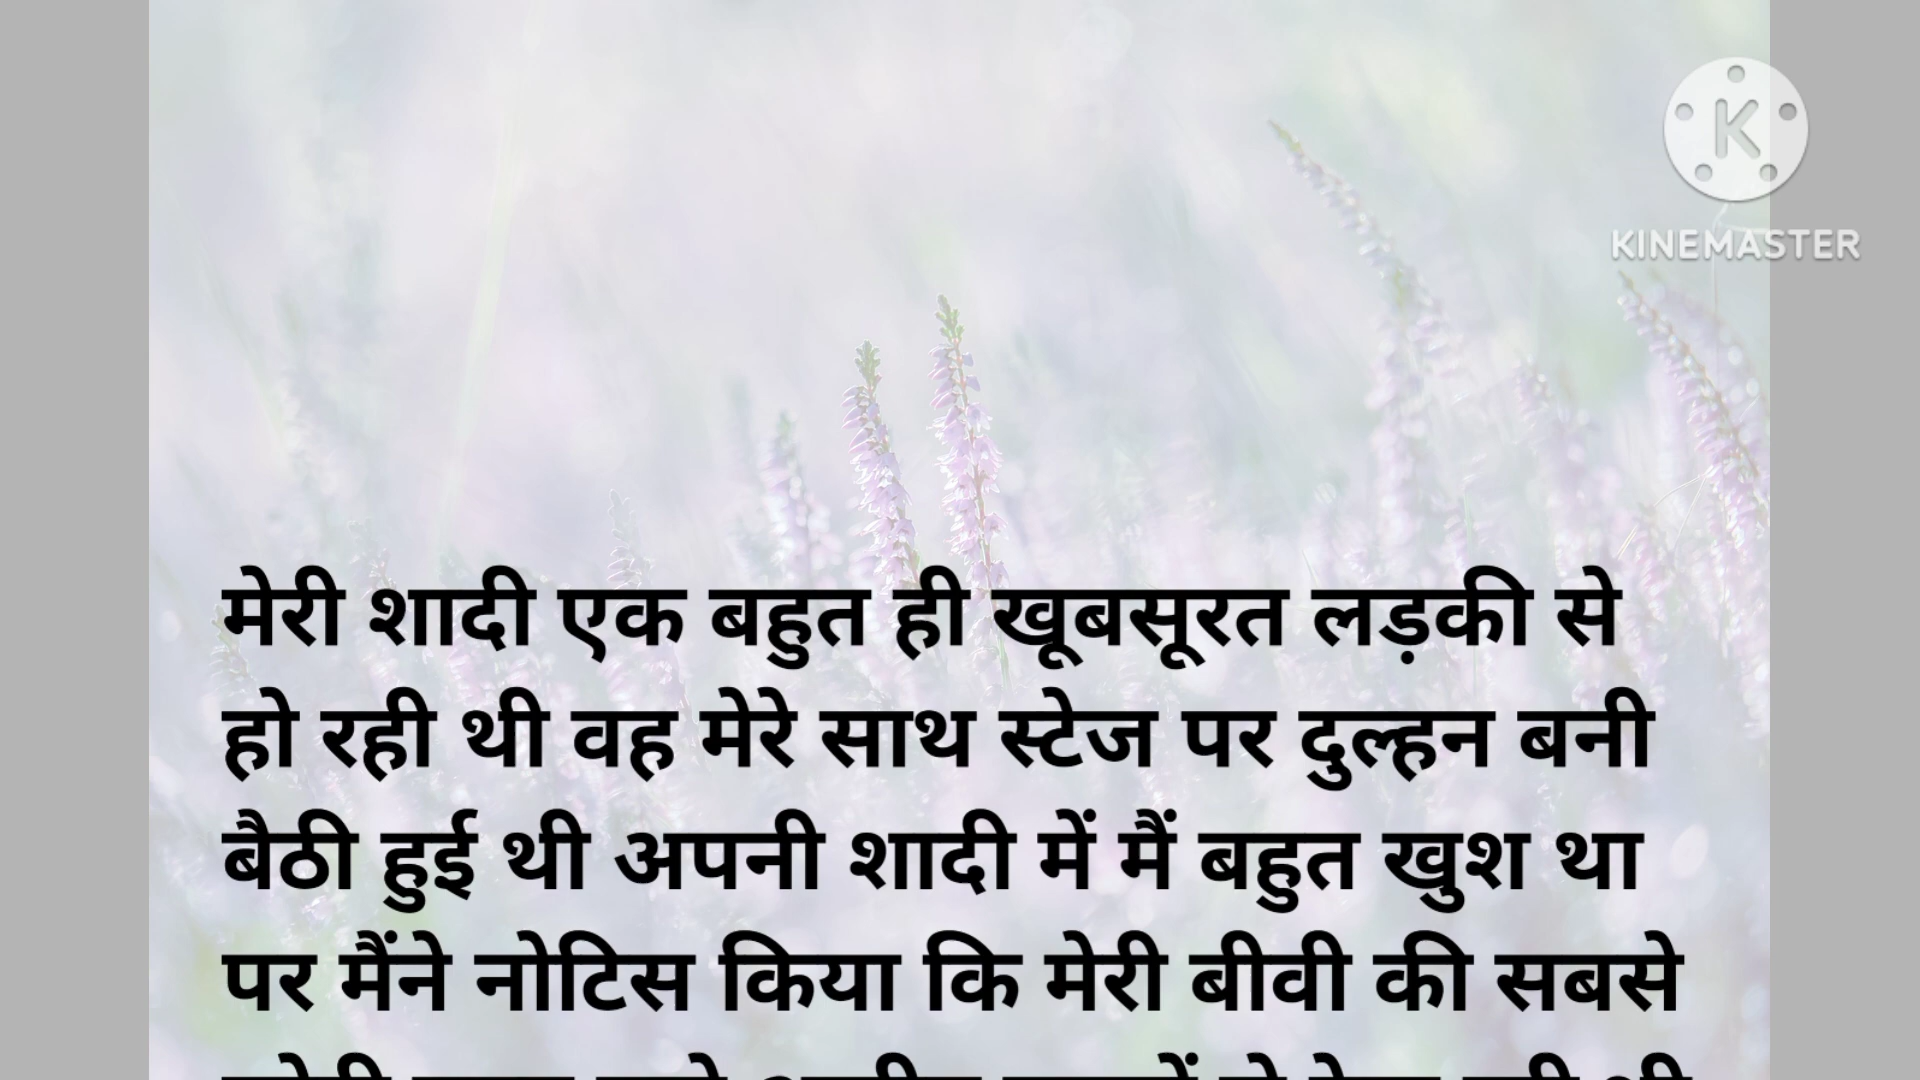 KINEMASTER
मेरी शादी एक बहुत ही खूबसूरत लड़की से
हो रही थी वह मेरे साथ स्टेज पर दुल्हन बनी
बैठी हुई थी अपनी शादी में मैं बहुत खुश था
पर मैंने नोटिस किया कि मेरी बीवी की सबसे